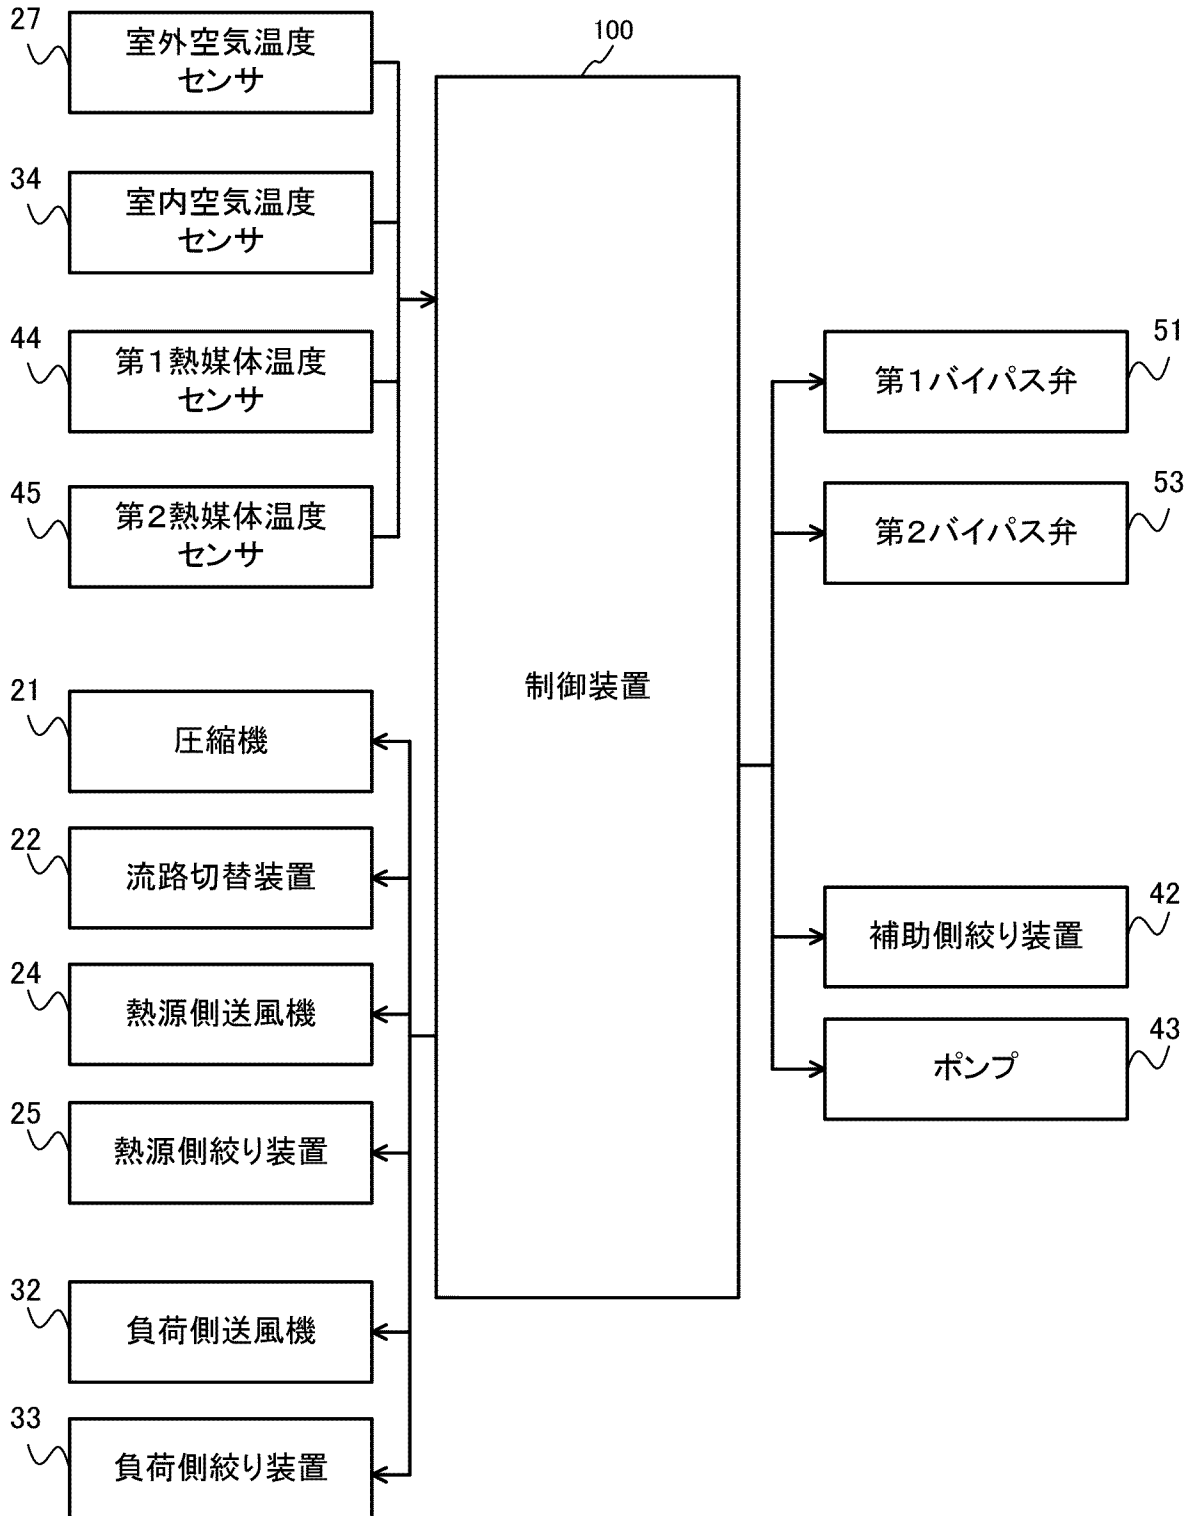 27
室外空気温度
センサ
34
室内空気温度
センサ
44
第1熱媒体温度
センサ
45
第2熱媒体温度
センサ
21
圧縮機
22
流路切替装置
24
熱源側送風機
25
熱源側絞り装置
32
負荷側送風機
33
負荷側絞り装置
100
制御装置
51
第1バイパス弁
53
第2バイパス弁
42
補助側絞り装置
43
ポンプ